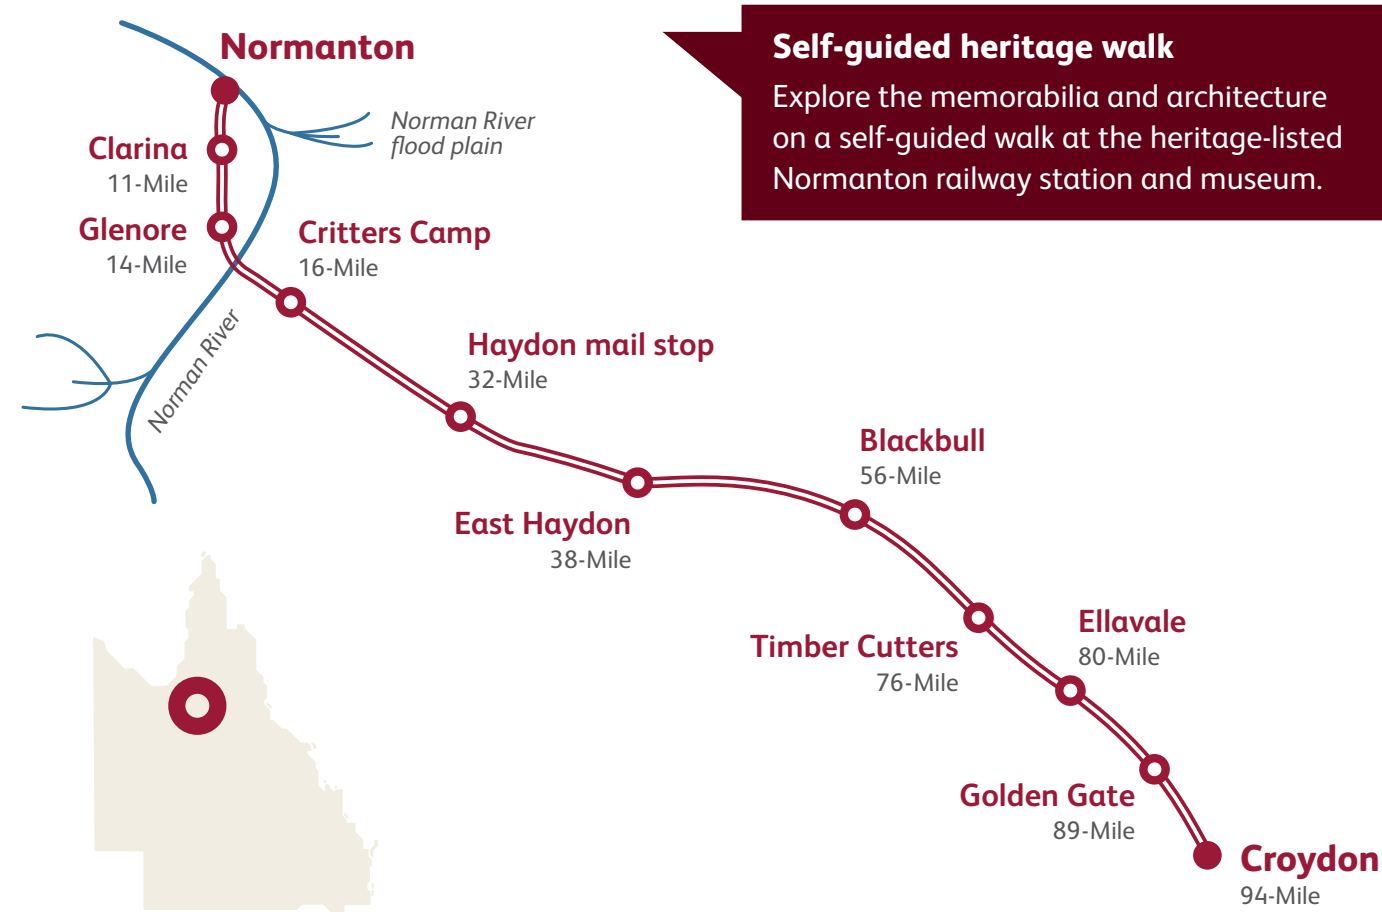 Normanton
Self-guided heritage walk
Explore the memorabilia and architecture
on a self-guided walk at the heritage-listed
Normanton railway station and museum.
Norman River
flood plain
Clarina
11-Mile
Glenore
14-Mile
Critters Camp
16-Mile
Norman River
Haydon mail stop
32-Mile
East Haydon
38-Mile
Blackbull
56-Mile
Timber Cutters
76-Mile
Ellavale
80-Mile
Golden Gate
89-Mile
Croydon
94-Mile